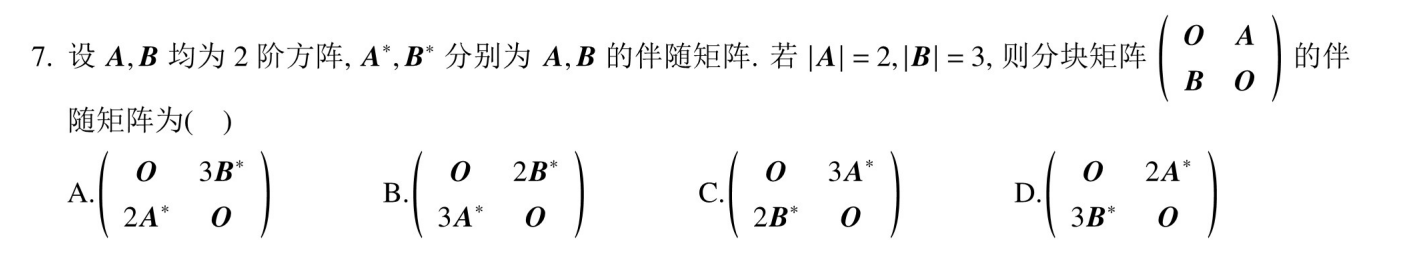 7. 设 A,B 均为 2 阶方阵, A*,B* 分别为 A,B 的伴随矩阵. 若 |A| = 2,|B| = 3, 则分块矩阵 ( O A ; B O ) 的伴
随矩阵为( )
A. ( O 3B* ; 2A* O ) B. ( O 2B* ; 3A* O ) C. ( O 3A* ; 2B* O ) D. ( O 2A* ; 3B* O )